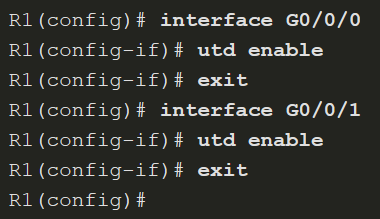 R1(config)# interface G0/0/0
R1(config-if)# utd enable
R1(config-if)# exit
R1(config)# interface G0/0/1
R1(config-if)# utd enable
R1(config-if)# exit
R1(config)#